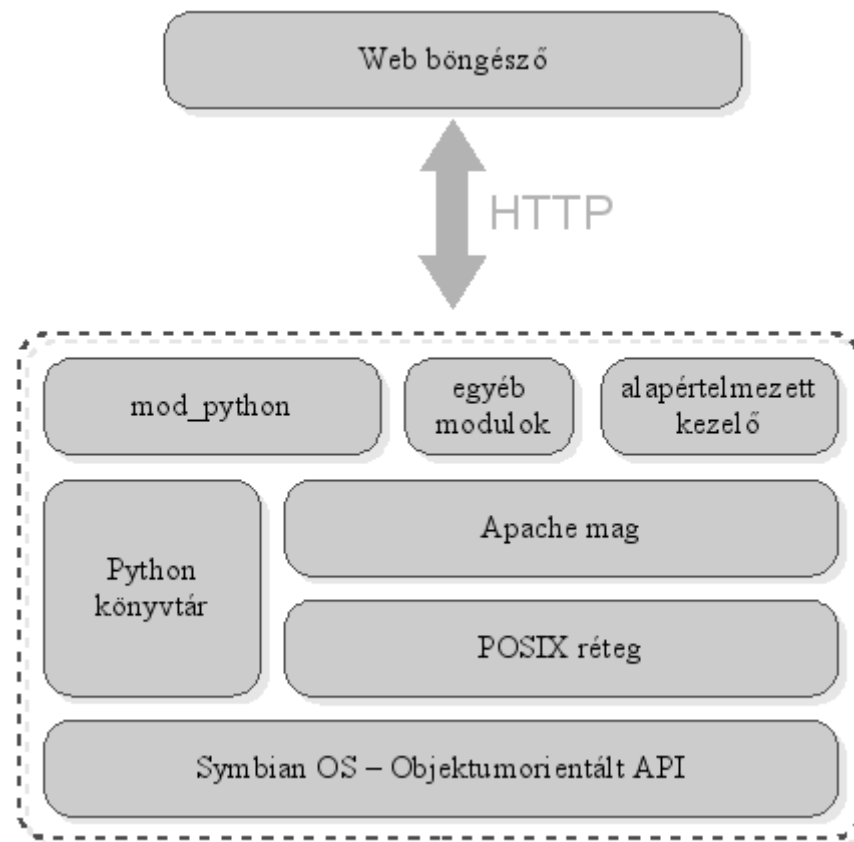 Web böngésző
HTTP
mod_python
egyéb
modulok
alapértelmezett
kezelő
Apache mag
Python
könyvtár
POSIX réteg
Symbian OS – Objektumorientált API